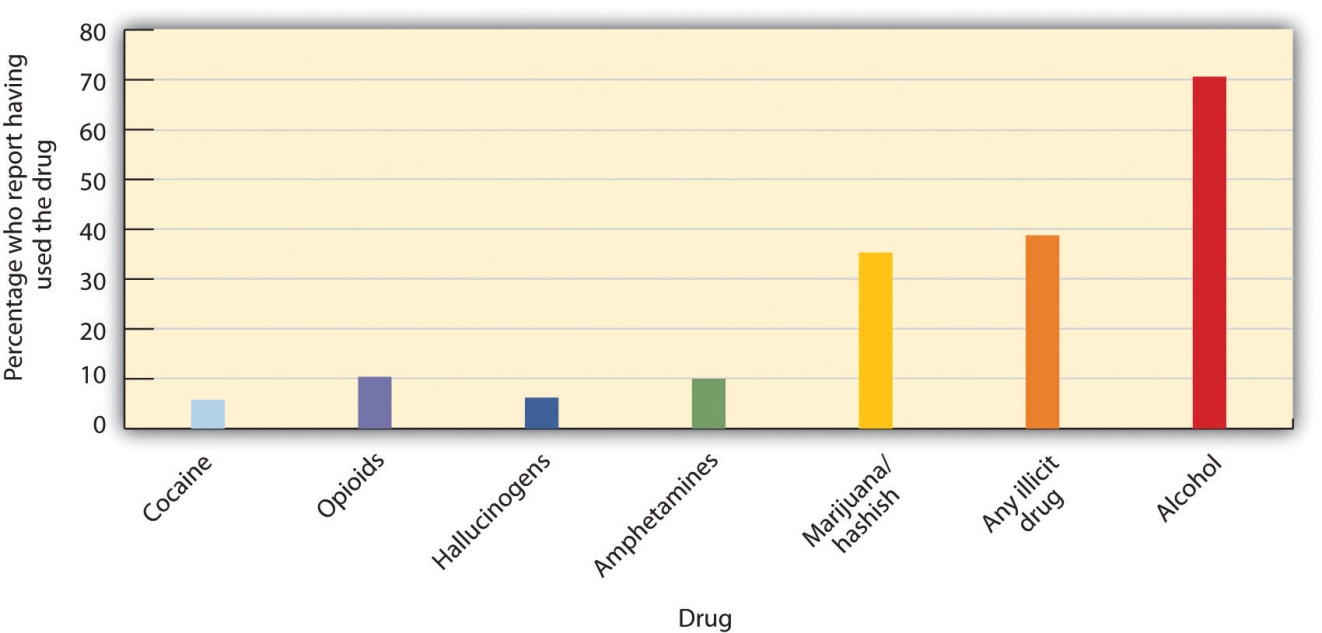 Percentage who report having
used the drug
80
70
60
50
40
30
20
10
0
Cocaine
Opioids
Hallucinogens
Amphetamines
Marijuana/
hashish
Any illicit
drug
Alcohol
Drug